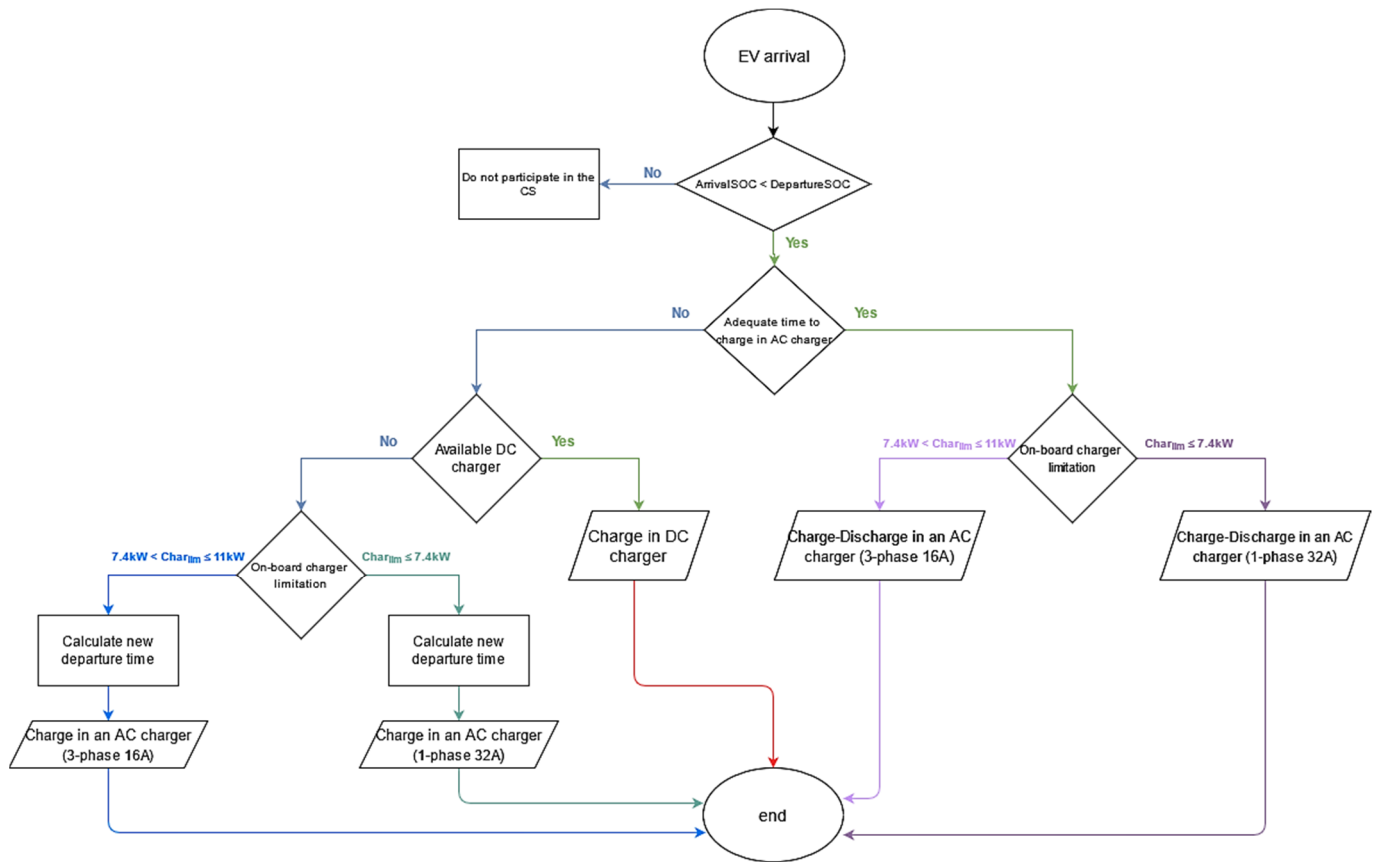 EV arrival
Do not participate in the
CS
No
ArrivalSOC < DepartureSOC
Yes
No
Adequate time to
charge in AC charger
Yes
No
Available DC
charger
Yes
7.4kW < Charlim ≤ 11kW
On-board charger
limitation
Charlim ≤ 7.4kW
7.4kW < Charlim ≤ 11kW
On-board charger
limitation
Charlim ≤ 7.4kW
Charge in DC
charger
Charge-Discharge in an AC
charger (3-phase 16A)
Charge-Discharge in an AC
charger (1-phase 32A)
Calculate new
departure time
Calculate new
departure time
Charge in an AC charger
(3-phase 16A)
Charge in an AC charger
(1-phase 32A)
end